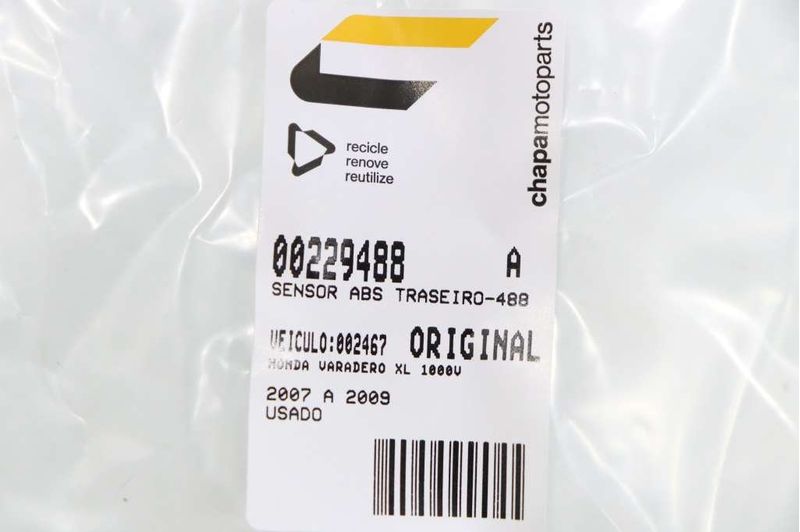 chapamotoparts
recicle
renove
reutilize
00229488 A
SENSOR ABS TRASEIRO-488
VEICULO:002467 ORIGINAL
HONDA VARADERO XL 1000V
2007 A 2009
USADO